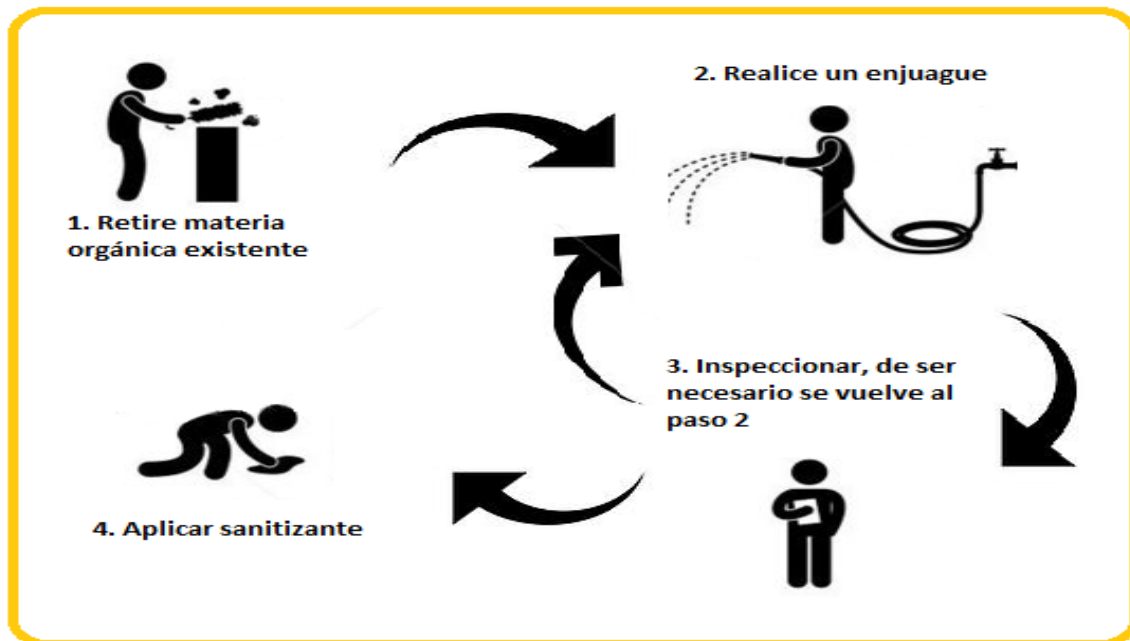 1. Retire materia
orgánica existente
2. Realice un enjuague
3. Inspeccionar, de ser
necesario se vuelve al
paso 2
4. Aplicar sanitizante